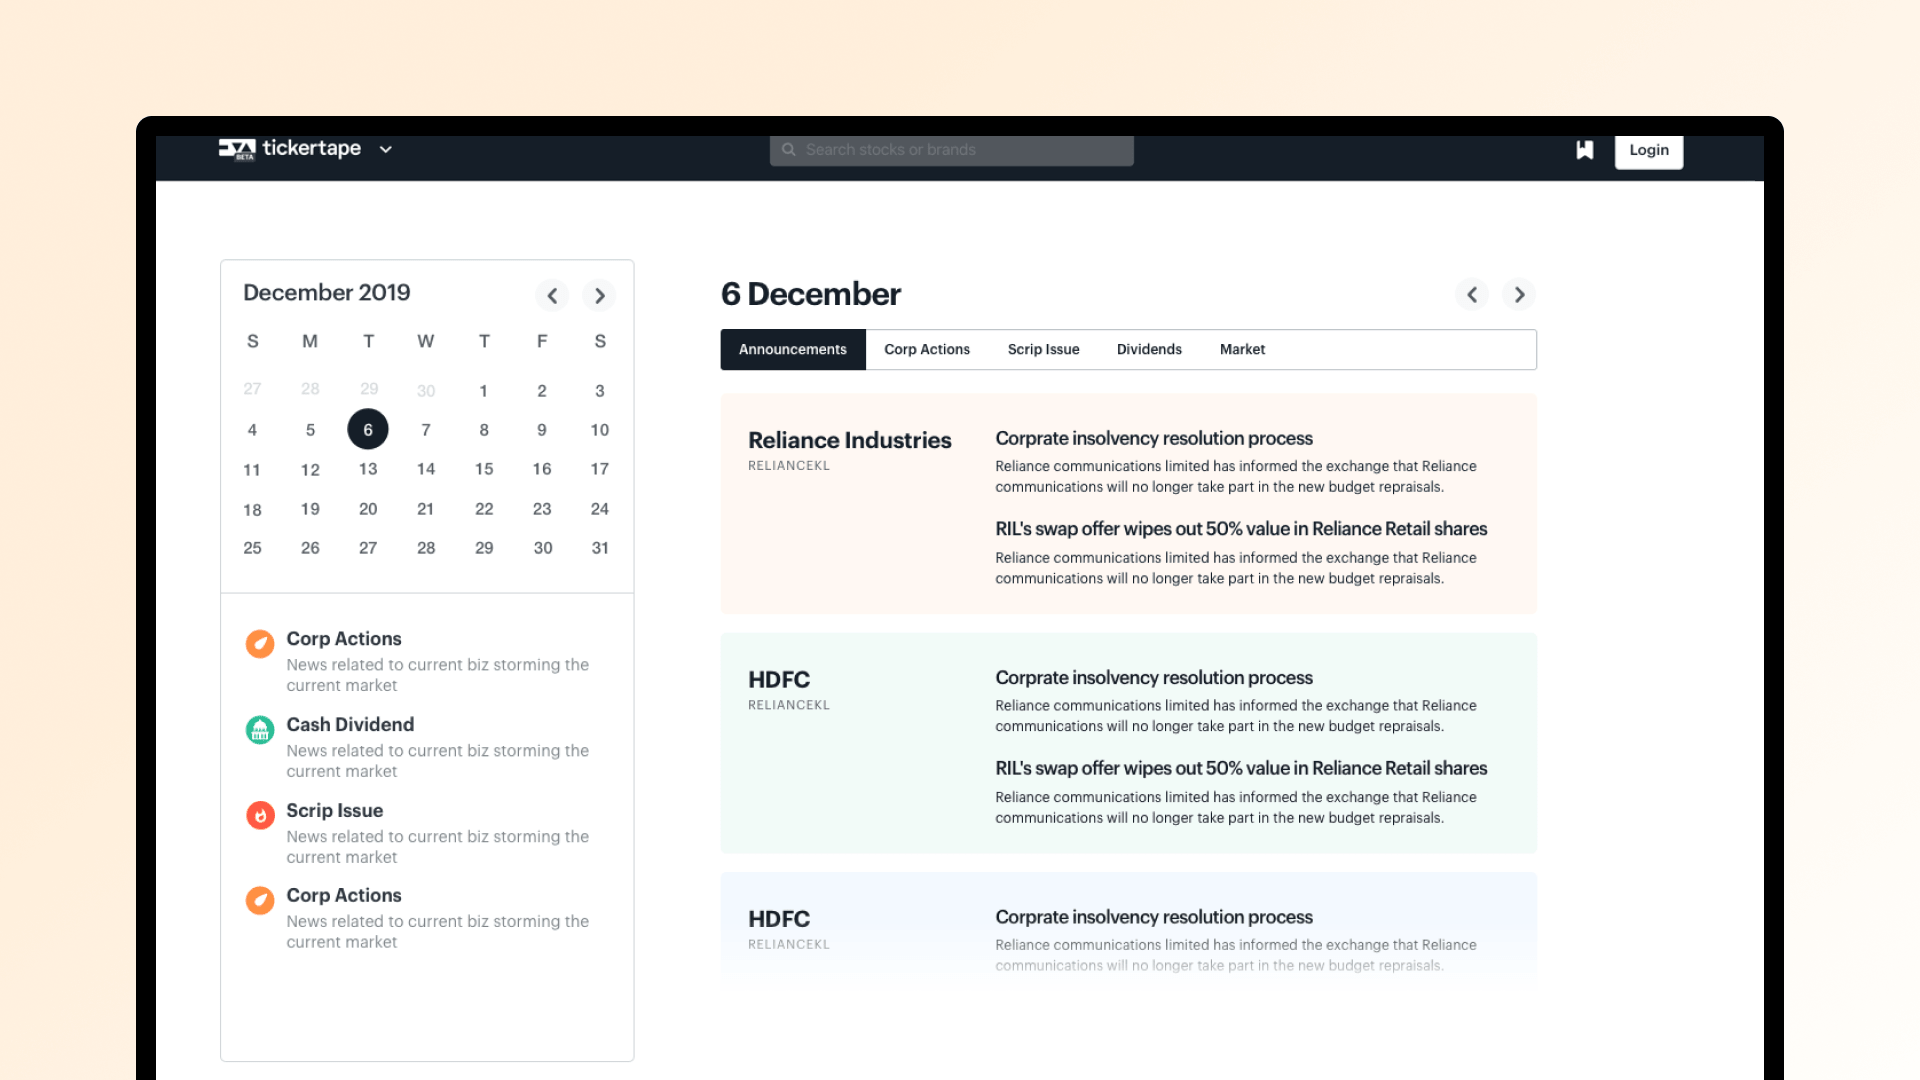 BETA
tickertape
Search stocks or brands
Login
December 2019
S M T W T F S
27 28 29 30 1 2 3
4 5 6 7 8 9 10
11 12 13 14 15 16 17
18 19 20 21 22 23 24
25 26 27 28 29 30 31
Corp Actions
News related to current biz storming the
current market
Cash Dividend
News related to current biz storming the
current market
Scrip Issue
News related to current biz storming the
current market
Corp Actions
News related to current biz storming the
current market
6 December
Announcements Corp Actions Scrip Issue Dividends Market
Reliance Industries
RELIANCEKL
Corprate insolvency resolution process
Reliance communications limited has informed the exchange that Reliance
communications will no longer take part in the new budget repraisals.
RIL's swap offer wipes out 50% value in Reliance Retail shares
Reliance communications limited has informed the exchange that Reliance
communications will no longer take part in the new budget repraisals.
HDFC
RELIANCEKL
Corprate insolvency resolution process
Reliance communications limited has informed the exchange that Reliance
communications will no longer take part in the new budget repraisals.
RIL's swap offer wipes out 50% value in Reliance Retail shares
Reliance communications limited has informed the exchange that Reliance
communications will no longer take part in the new budget repraisals.
HDFC
RELIANCEKL
Corprate insolvency resolution process
Reliance communications limited has informed the exchange that Reliance
communications will no longer take part in the new budget repraisals.